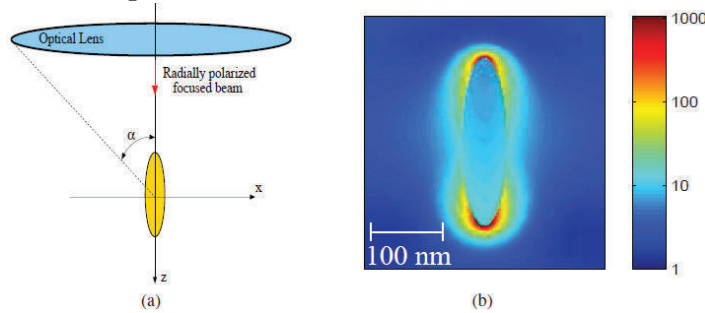 Optical Lens
Radially polarized
focused beam
α
x
z
(a)
100 nm
(b)
1000
100
10
1